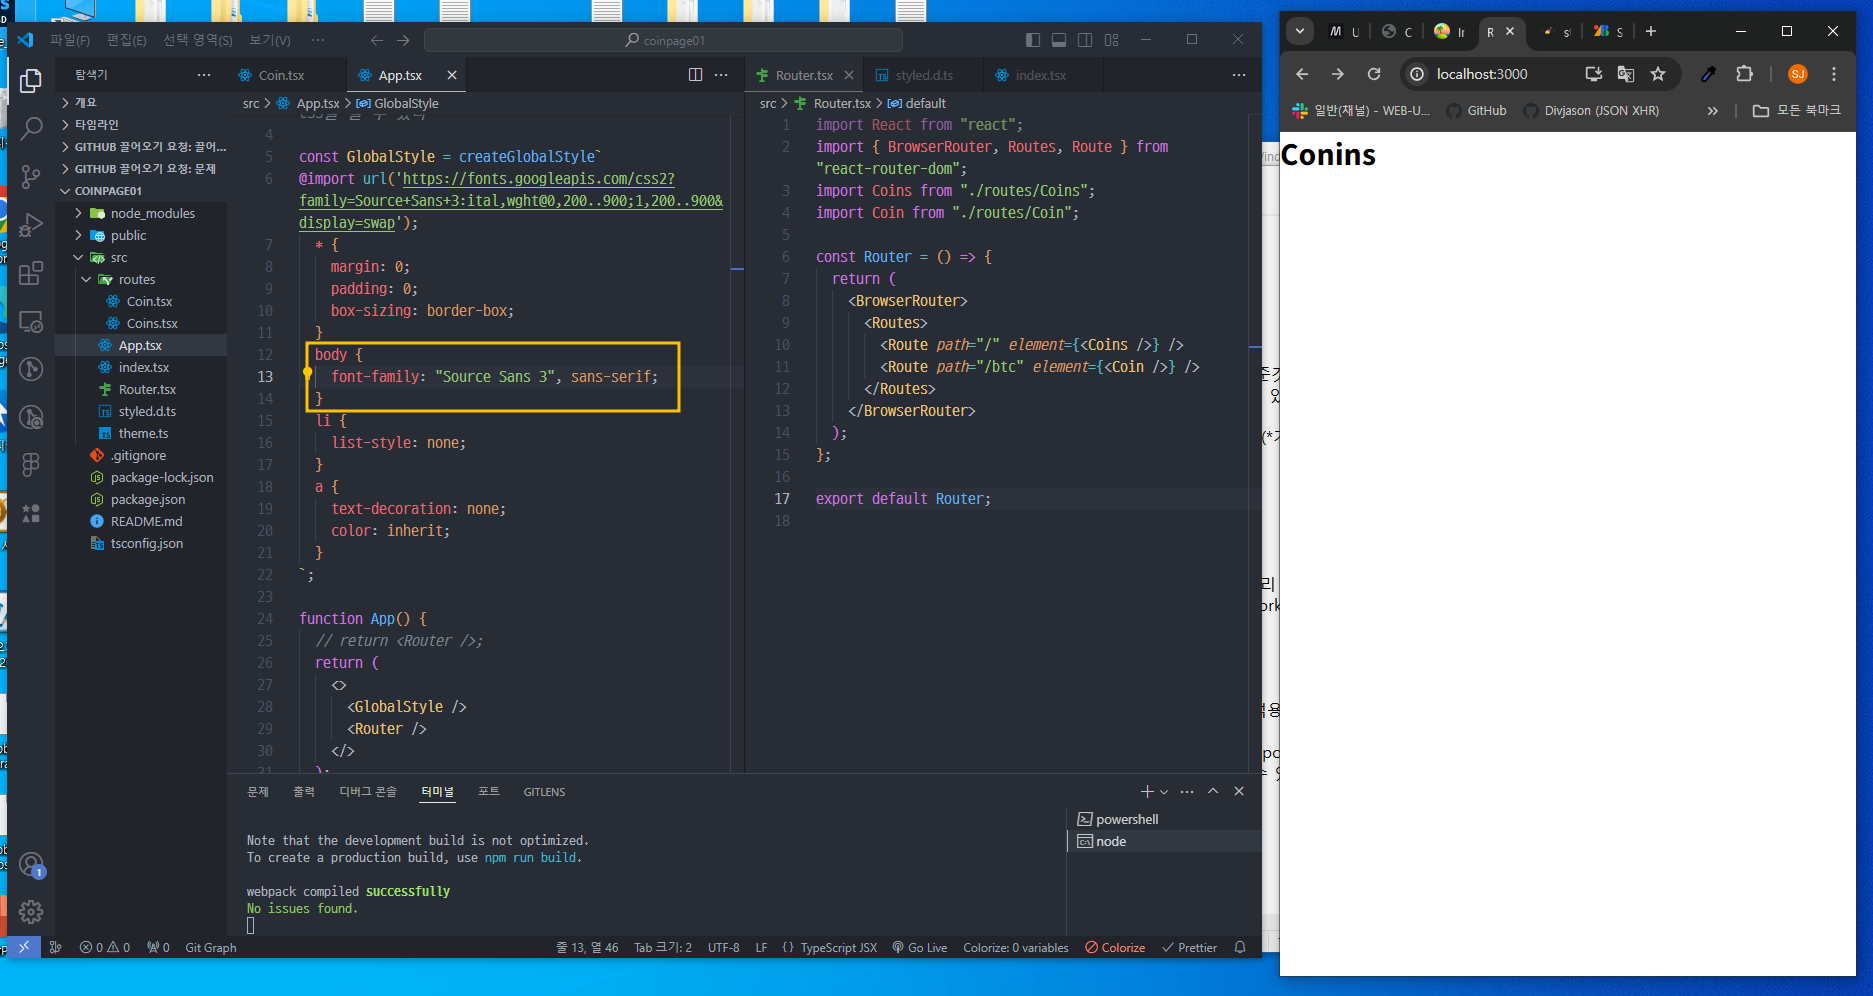 파일(F) 편집(E) 선택 영역(S) 보기(V) ···
coinpage01
탐색기
개요
타임라인
GITHUB 끌어오기 요청: 끌어...
GITHUB 끌어오기 요청: 문제
COINPAGE01
node_modules
public
src
routes
Coin.tsx
Coins.tsx
App.tsx
index.tsx
Router.tsx
styled.d.ts
theme.ts
.gitignore
package-lock.json
package.json
README.md
tsconfig.json
Coin.tsx App.tsx
src > App.tsx > GlobalStyle
4
5 const GlobalStyle = createGlobalStyle`
6 @import url('https://fonts.googleapis.com/css2?
family=Source+Sans+3:ital,wght@0,200..900;1,200..900&
display=swap');
7 * {
8 margin: 0;
9 padding: 0;
10 box-sizing: border-box;
11 }
12 body {
13 font-family: "Source Sans 3", sans-serif;
14 }
15 li {
16 list-style: none;
17 }
18 a {
19 text-decoration: none;
20 color: inherit;
21 }
22 `;
23
24 function App() {
25 // return <Router />;
26 return (
27 <>
28 <GlobalStyle />
29 <Router />
30 </>
31 );
Router.tsx styled.d.ts index.tsx
src > Router.tsx > default
1 import React from "react";
2 import { BrowserRouter, Routes, Route } from
"react-router-dom";
3 import Coins from "./routes/Coins";
4 import Coin from "./routes/Coin";
5
6 const Router = () => {
7 return (
8 <BrowserRouter>
9 <Routes>
10 <Route path="/" element={<Coins />} />
11 <Route path="/btc" element={<Coin />} />
12 </Routes>
13 </BrowserRouter>
14 );
15 };
16
17 export default Router;
18
문제 출력 디버그 콘솔 터미널 포트 GITLENS
Note that the development build is not optimized.
To create a production build, use npm run build.
webpack compiled successfully
No issues found.
powershell
node
1
0 0 0 Git Graph
줄 13, 열 46 Tab 크기: 2 UTF-8 LF {} TypeScript JSX Go Live Colorize: 0 variables Colorize Prettier
R
localhost:3000
SJ
일반(채널) - WEB-U... GitHub Divjason (JSON XHR) » 모든 북마크
Conins